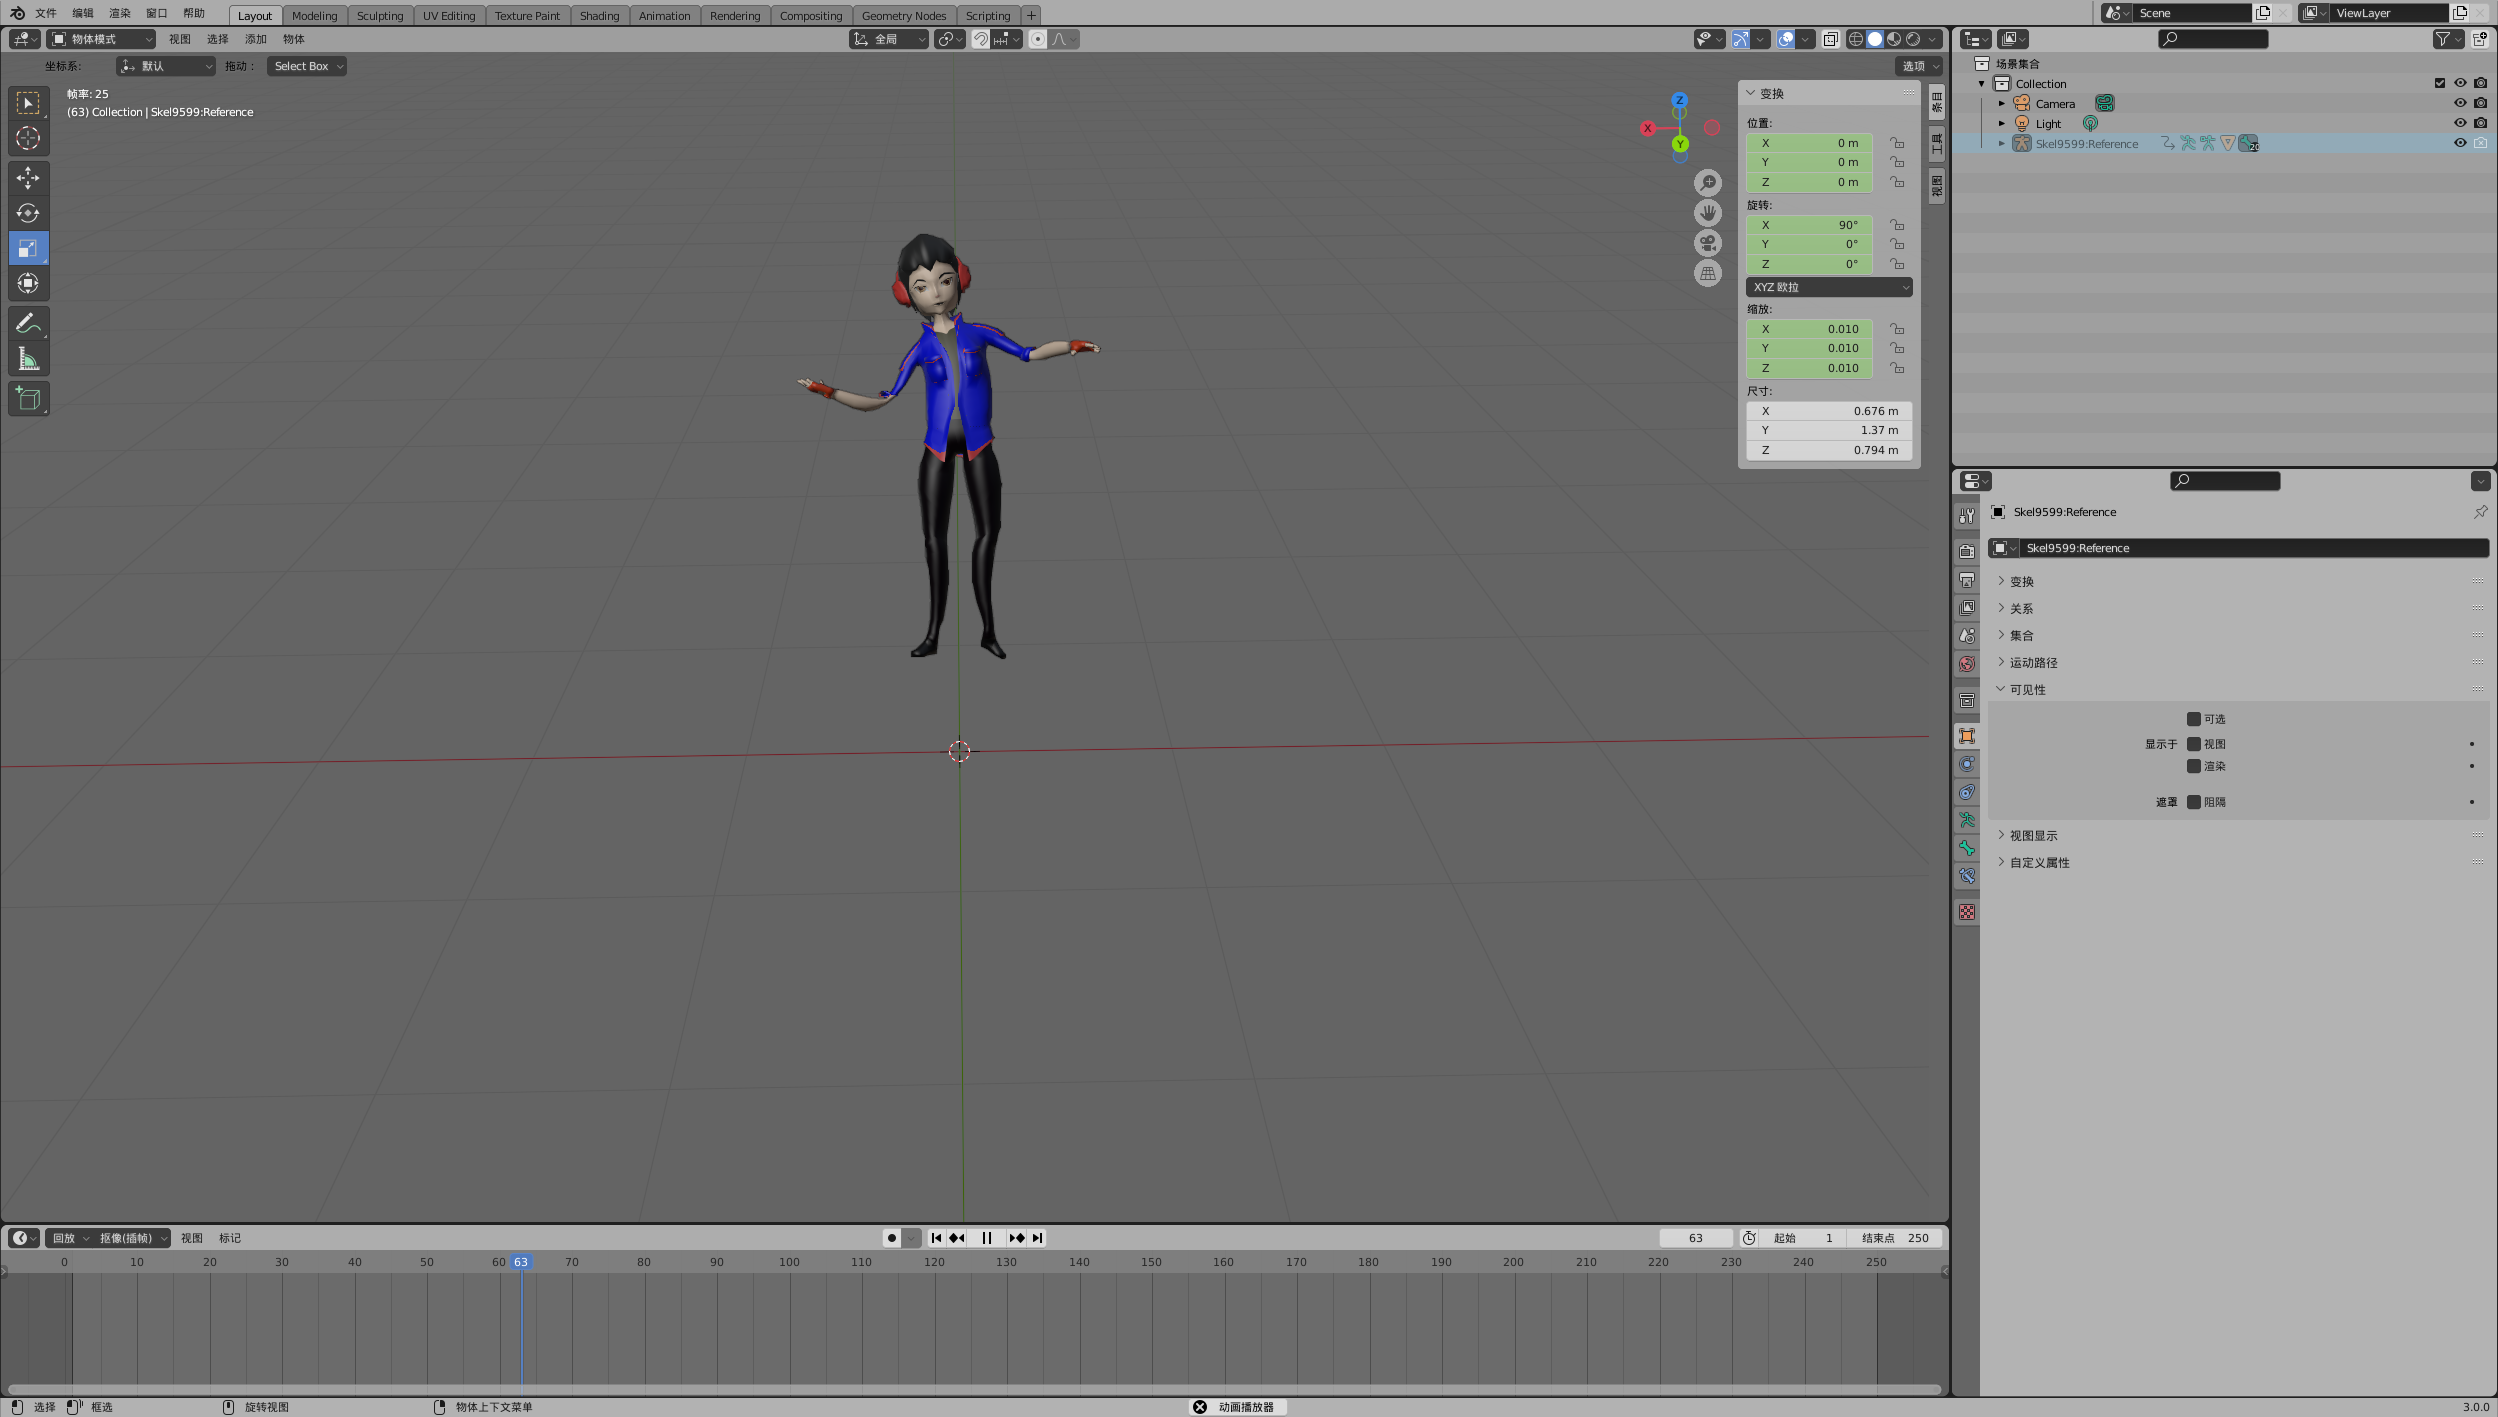 文件 编辑 渲染 窗口 帮助 Layout Modeling Sculpting UV Editing Texture Paint Shading Animation Rendering Compositing Geometry Nodes Scripting + Scene ViewLayer
物体模式 视图 选择 添加 物体 全局
坐标系: 默认 拖动: Select Box 选项
帧率: 25
(63) Collection | Skel9599:Reference
Z
X
Y
变换
位置:
X 0 m
Y 0 m
Z 0 m
旋转:
X 90°
Y 0°
Z 0°
XYZ 欧拉
缩放:
X 0.010
Y 0.010
Z 0.010
尺寸:
X 0.676 m
Y 1.37 m
Z 0.794 m
条目
工具
视图
场景集合
Collection
Camera
Light
Skel9599:Reference 20
Skel9599:Reference
Skel9599:Reference
变换
关系
集合
运动路径
可见性
可选
显示于 视图
渲染
遮罩 阻隔
视图显示
自定义属性
回放 抠像(插帧) 视图 标记 63 起始 1 结束点 250
0 10 20 30 40 50 60 63 70 80 90 100 110 120 130 140 150 160 170 180 190 200 210 220 230 240 250
选择 框选 旋转视图 物体上下文菜单 动画播放器 3.0.0